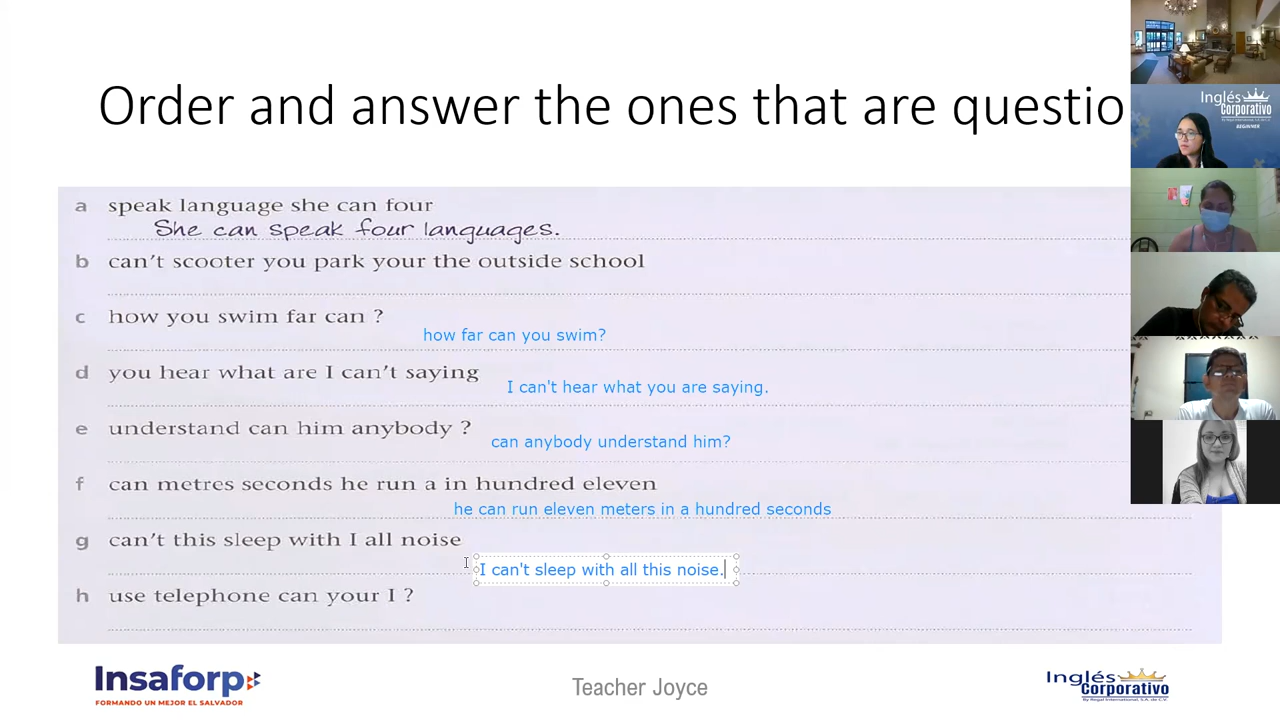 Order and answer the ones that are questio
a speak language she can four
She can speak four languages.
b can't scooter you park your the outside school
c how you swim far can ?
how far can you swim?
d you hear what are I can't saying
I can't hear what you are saying.
e understand can him anybody ?
can anybody understand him?
f can metres seconds he run a in hundred eleven
he can run eleven meters in a hundred seconds
g can't this sleep with I all noise
I can't sleep with all this noise.
h use telephone can your I ?
Insaforp
FORMANDO UN MEJOR EL SALVADOR
Teacher Joyce
Inglés
Corporativo
By Regal International, S.A. de C.V.
Inglés
Corporativo
BEGINNER